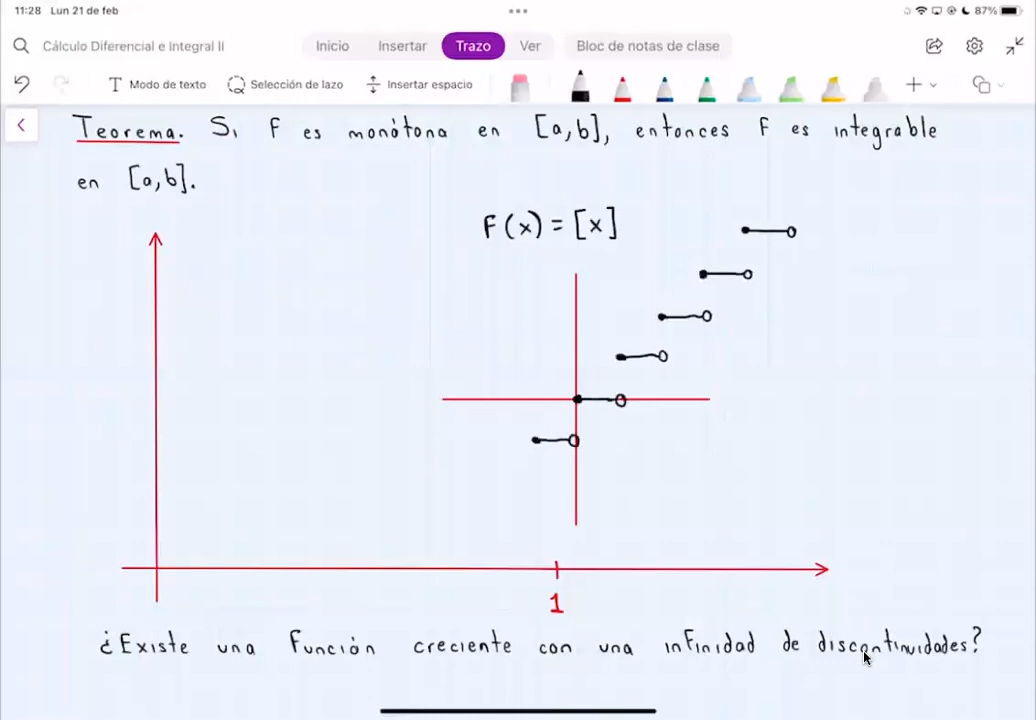 11:28 Lun 21 de feb 87%
Cálculo Diferencial e Integral II Inicio Insertar Trazo Ver Bloc de notas de clase
Modo de texto Selección de lazo Insertar espacio
Teorema. Si f es monótona en [a,b], entonces f es integrable
en [a,b].
f(x) = [x]
1
¿Existe una función creciente con una infinidad de discontinuidades?